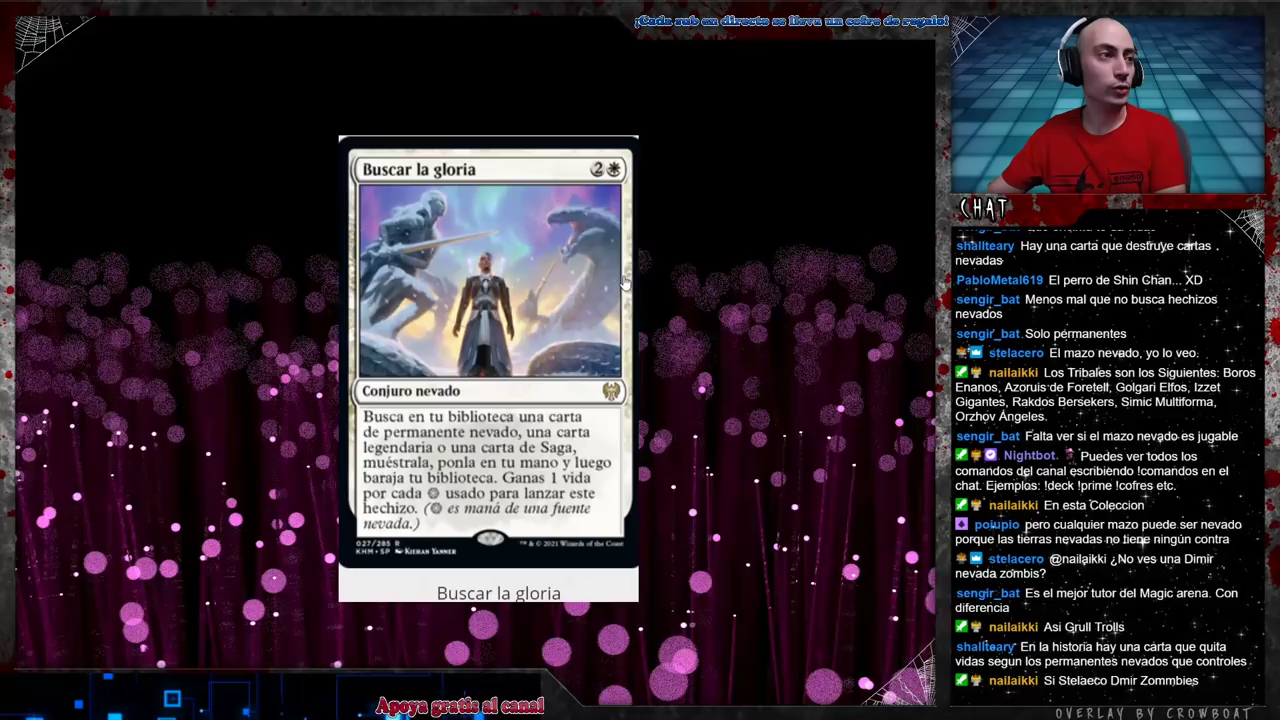 ¡Cada sub en directo se lleva un cofre de regalo!
Buscar la gloria
2
Conjuro nevado
Busca en tu biblioteca una carta
de permanente nevado, una carta
legendaria o una carta de Saga,
muéstrala, ponla en tu mano y luego
baraja tu biblioteca. Ganas 1 vida
por cada usado para lanzar este
hechizo. ( es maná de una fuente
nevada.)
027/285 R
KHM • SP KIERAN YANNER
™ & © 2021 Wizards of the Coast
Buscar la gloria
Apoya gratis al canal
CHAT
shallteary Hay una carta que destruye cartas
nevadas
PabloMetal619 El perro de Shin Chan... XD
sengir_bat Menos mal que no busca hechizos
nevados
sengir_bat Solo permanentes
stelacero El mazo nevado, yo lo veo.
nailaikki Los Tribales son los Siguientes: Boros
Enanos, Azoruis de Foretell, Golgari Elfos, Izzet
Gigantes, Rakdos Bersekers, Simic Multiforma,
Orzhov Ángeles.
sengir_bat Falta ver si el mazo nevado es jugable
Nightbot. Puedes ver todos los
comandos del canal escribiendo !comandos en el
chat. Ejemplos: !deck !prime !cofres etc.
nailaikki En esta Coleccion
potupio pero cualquier mazo puede ser nevado
porque las tierras nevadas no tiene ningún contra
stelacero @nailaikki ¿No ves una Dimir
nevada zombis?
sengir_bat Es el mejor tutor del Magic arena. Con
diferencia
nailaikki Asi Grull Trolls
shallteary En la historia hay una carta que quita
vidas segun los permanentes nevados que controles
nailaikki Si Stelaeco Dmir Zommbies
OVERLAY BY CROWBOAT